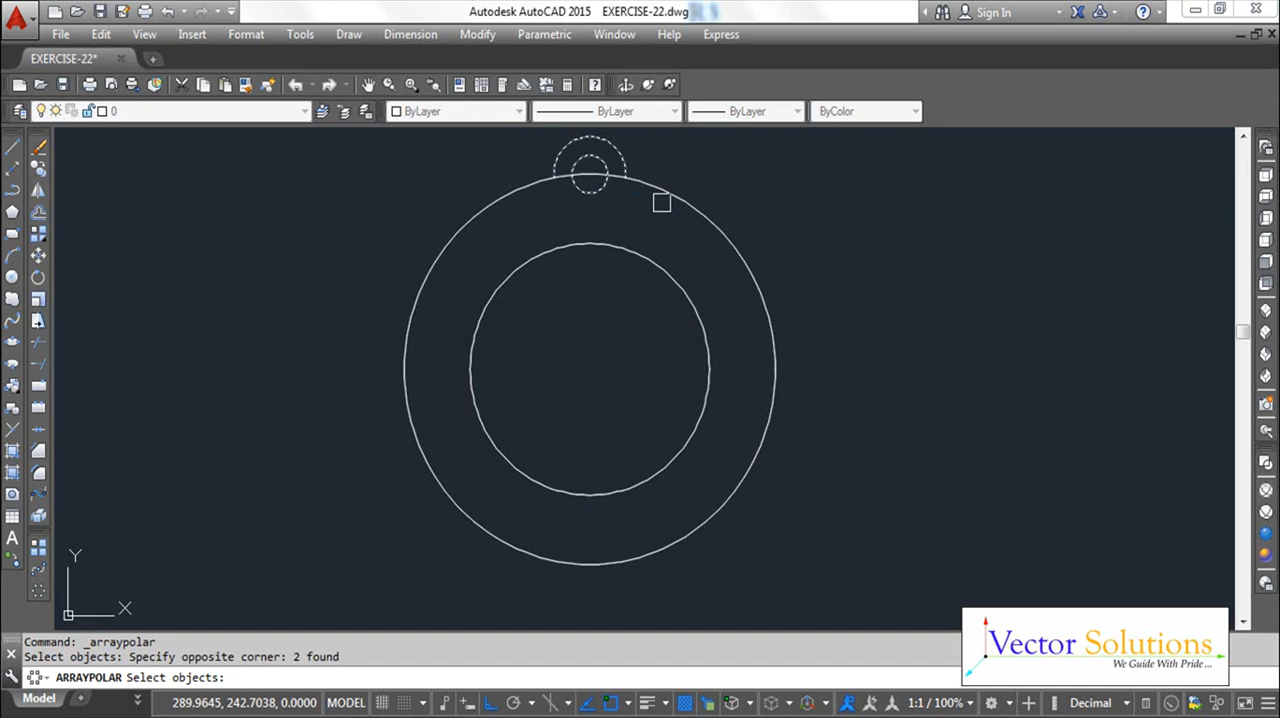 Autodesk AutoCAD 2015 EXERCISE-22.dwg
Sign In
File Edit View Insert Format Tools Draw Dimension Modify Parametric Window Help Express
EXERCISE-22*
0 ByLayer ByLayer ByLayer ByColor
Y
X
Command: _arraypolar
Select objects: Specify opposite corner: 2 found
ARRAYPOLAR Select objects:
Vector Solutions
We Guide With Pride...
Model 289.9645, 242.7038, 0.0000 MODEL 1:1 / 100% Decimal